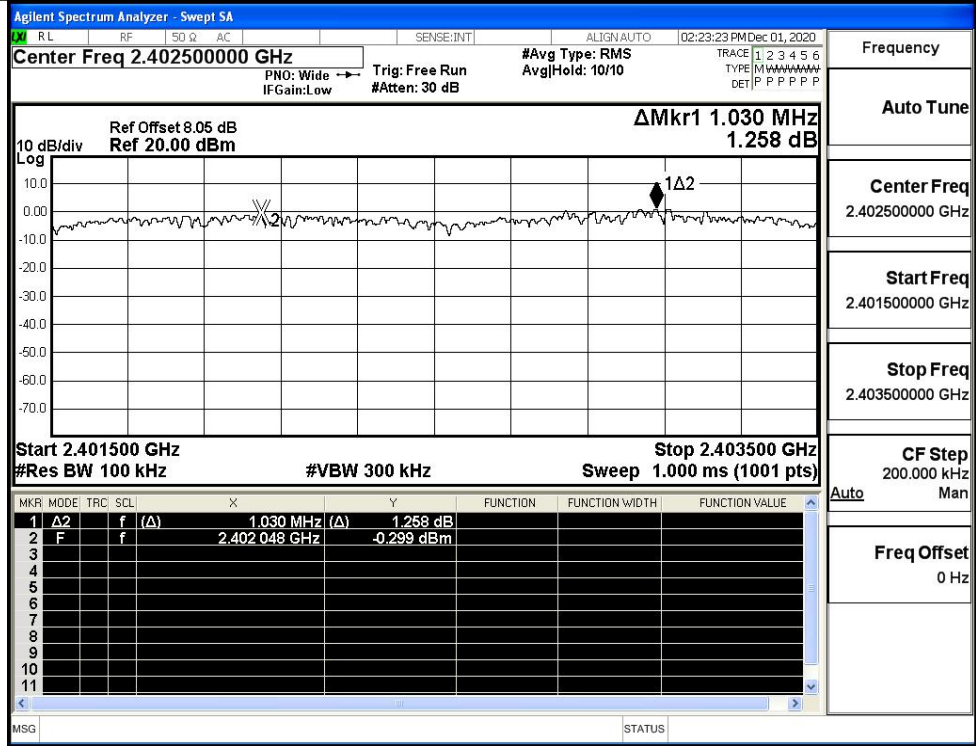 Agilent Spectrum Analyzer - Swept SA
LXI RL RF 50 Ω AC SENSE:INT ALIGNAUTO 02:23:23 PM Dec 01, 2020
Center Freq 2.402500000 GHz
PNO: Wide
IFGain:Low
Trig: Free Run
#Atten: 30 dB
#Avg Type: RMS
Avg|Hold: 10/10
TRACE 1 2 3 4 5 6
TYPE M W W W W W
DET P P P P P P
Frequency
ΔMkr1 1.030 MHz
1.258 dB
Ref Offset 8.05 dB
10 dB/div Ref 20.00 dBm
Log
10.0
0.00
-10.0
-20.0
-30.0
-40.0
-50.0
-60.0
-70.0
X2
1Δ2
Start 2.401500 GHz Stop 2.403500 GHz
#Res BW 100 kHz #VBW 300 kHz Sweep 1.000 ms (1001 pts)
MKR MODE TRC SCL X Y FUNCTION FUNCTION WIDTH FUNCTION VALUE
1 Δ2 f (Δ) 1.030 MHz (Δ) 1.258 dB
2 F f 2.402 048 GHz -0.299 dBm
3
4
5
6
7
8
9
10
11
MSG STATUS
Auto Tune
Center Freq
2.402500000 GHz
Start Freq
2.401500000 GHz
Stop Freq
2.403500000 GHz
CF Step
200.000 kHz
Auto Man
Freq Offset
0 Hz